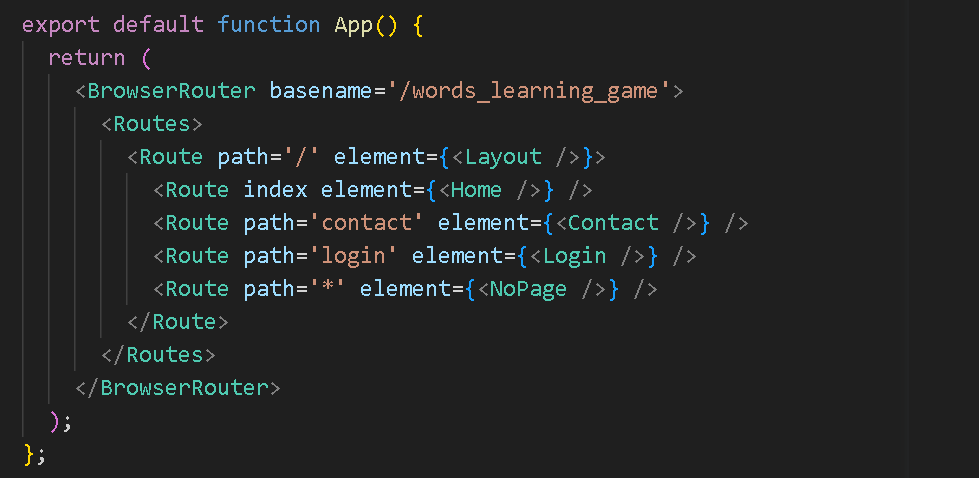 export default function App() {
return (
<BrowserRouter basename='/words_learning_game'>
<Routes>
<Route path='/' element={<Layout />}>
<Route index element={<Home />} />
<Route path='contact' element={<Contact />} />
<Route path='login' element={<Login />} />
<Route path='*' element={<NoPage />} />
</Route>
</Routes>
</BrowserRouter>
);
};